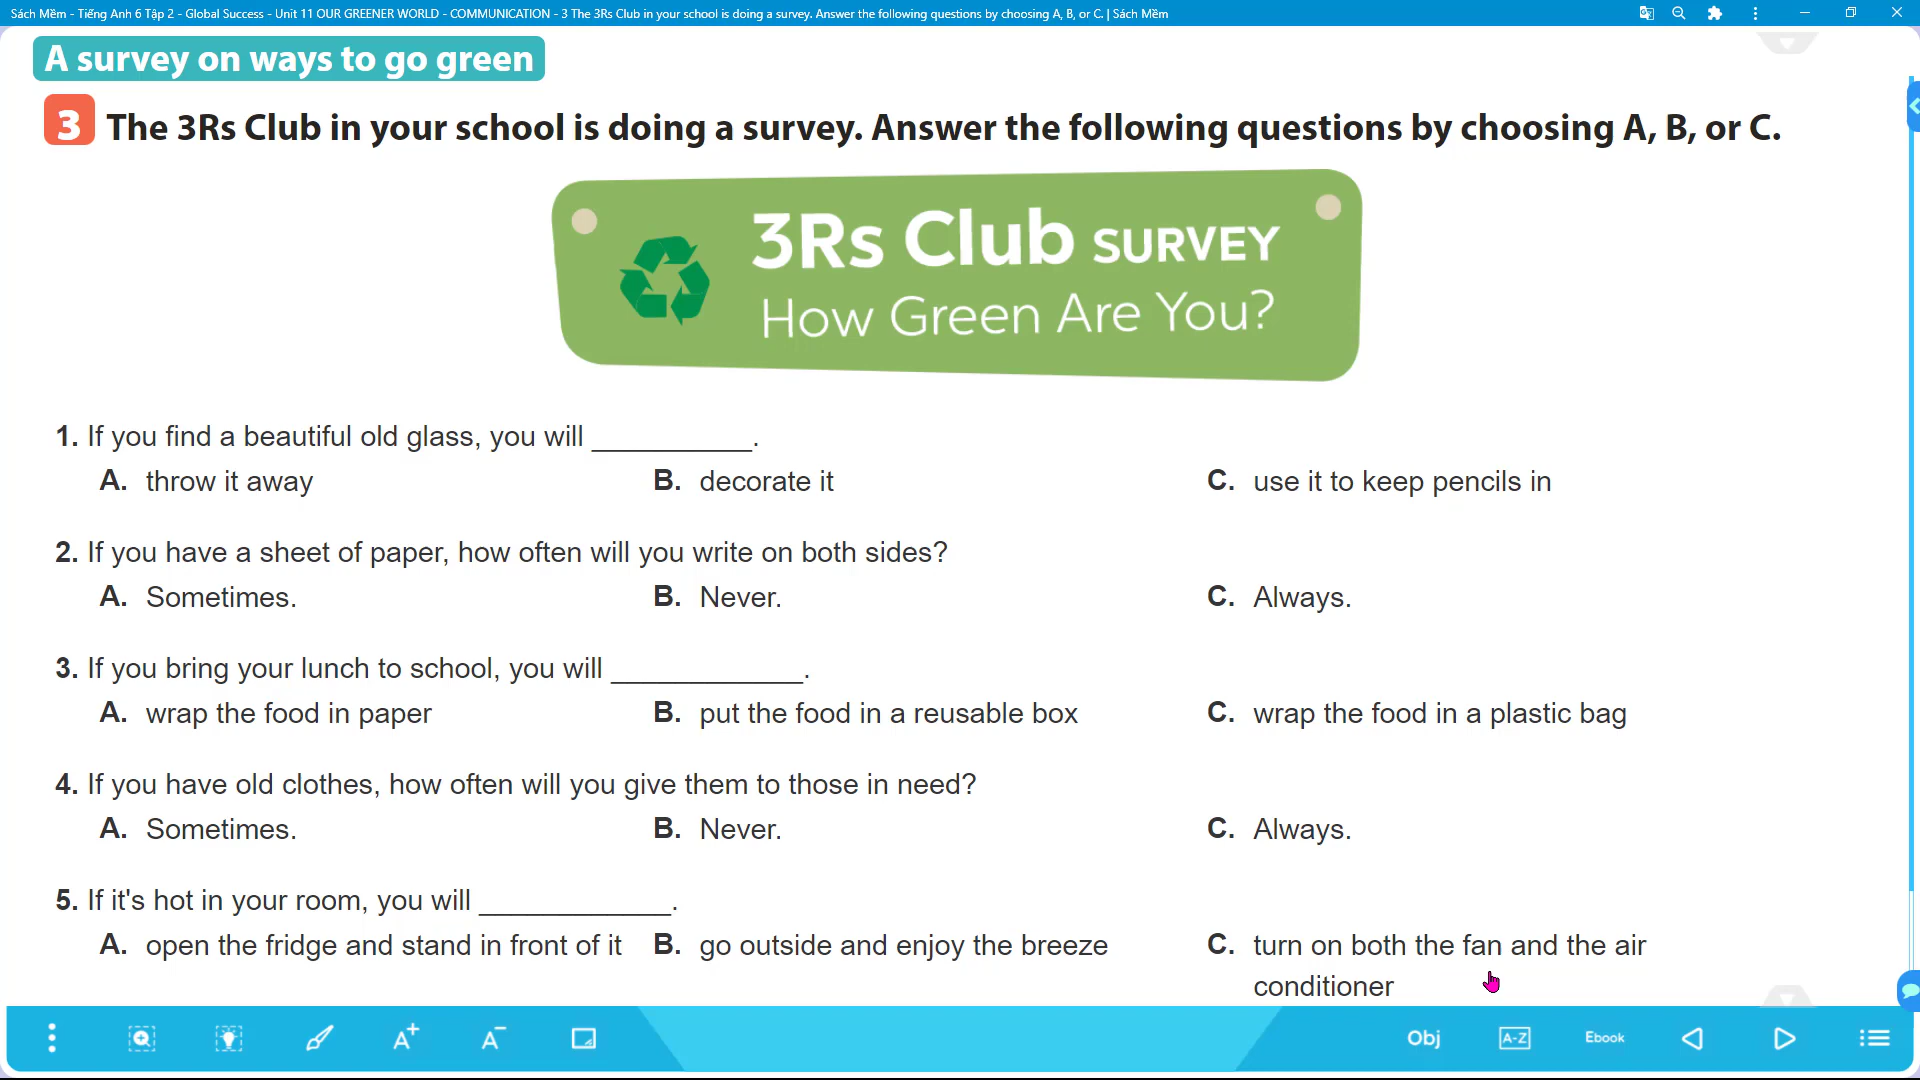 Sách Mềm - Tiếng Anh 6 Tập 2 - Global Success - Unit 11 OUR GREENER WORLD - COMMUNICATION - 3 The 3Rs Club in your school is doing a survey. Answer the following questions by choosing A, B, or C. | Sách Mềm
A survey on ways to go green
3 The 3Rs Club in your school is doing a survey. Answer the following questions by choosing A, B, or C.
3Rs Club SURVEY
How Green Are You?
1. If you find a beautiful old glass, you will __________.
A. throw it away B. decorate it C. use it to keep pencils in
2. If you have a sheet of paper, how often will you write on both sides?
A. Sometimes. B. Never. C. Always.
3. If you bring your lunch to school, you will ____________.
A. wrap the food in paper B. put the food in a reusable box C. wrap the food in a plastic bag
4. If you have old clothes, how often will you give them to those in need?
A. Sometimes. B. Never. C. Always.
5. If it's hot in your room, you will ____________.
A. open the fridge and stand in front of it B. go outside and enjoy the breeze C. turn on both the fan and the air
conditioner
A+ A− Obj A-Z Ebook